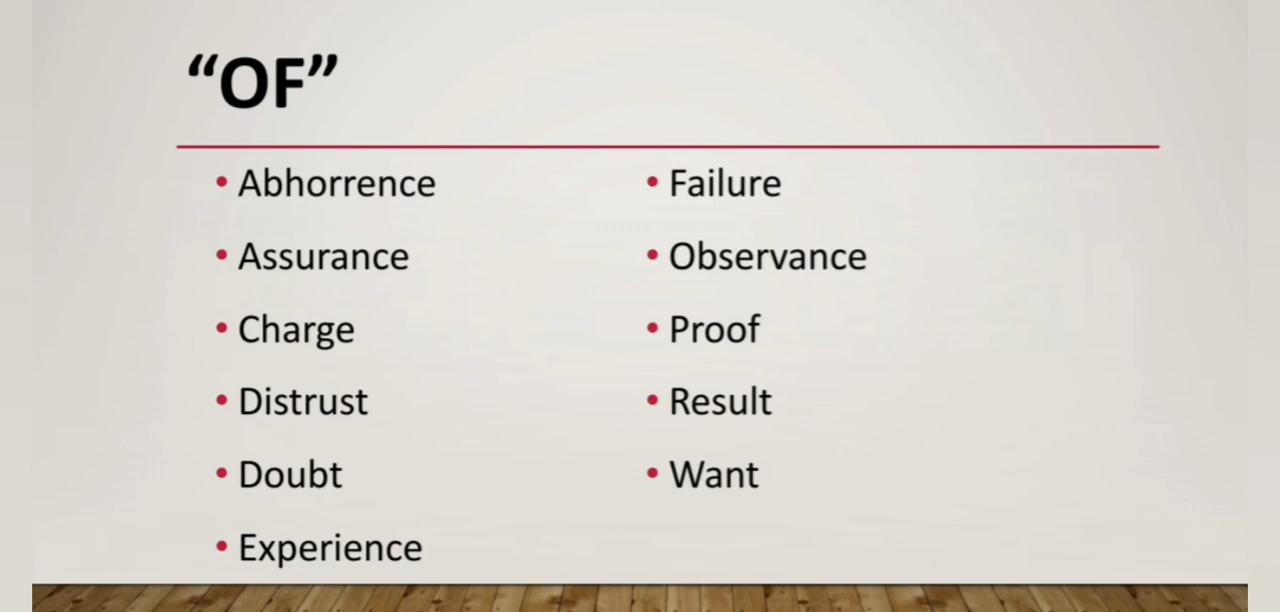 “OF”
• Abhorrence
• Assurance
• Charge
• Distrust
• Doubt
• Experience
• Failure
• Observance
• Proof
• Result
• Want